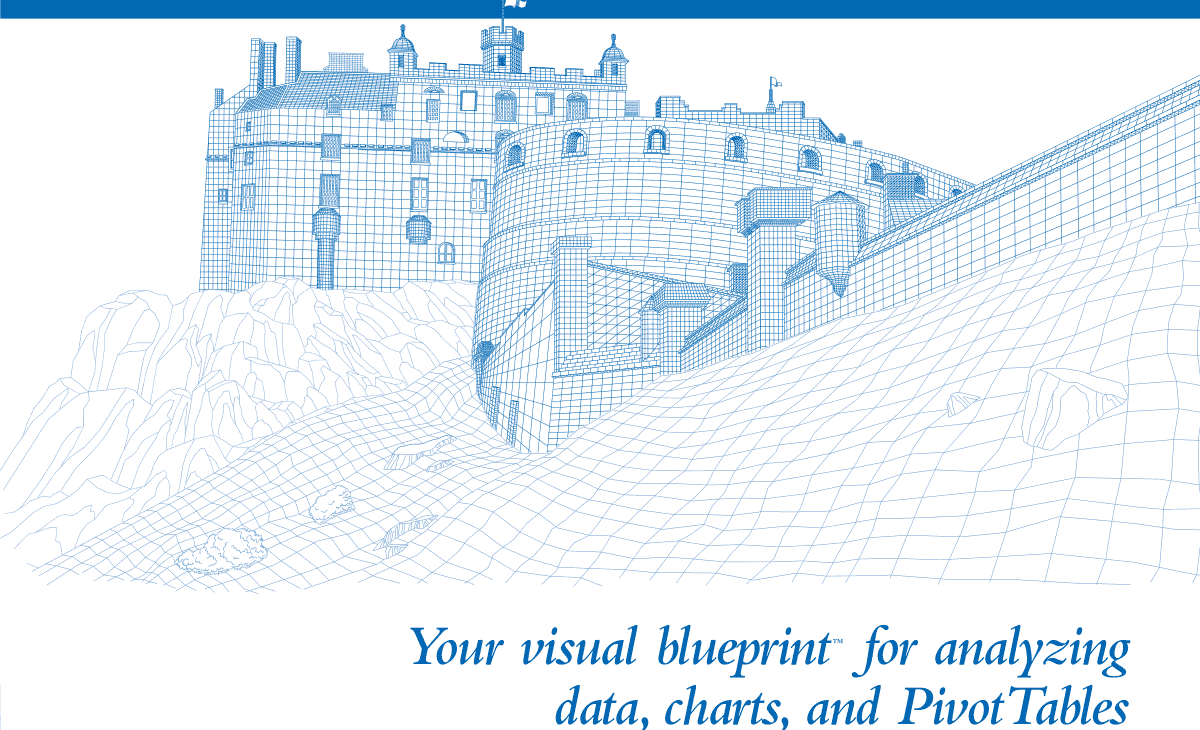 Your visual blueprint™ for analyzing
data, charts, and PivotTables